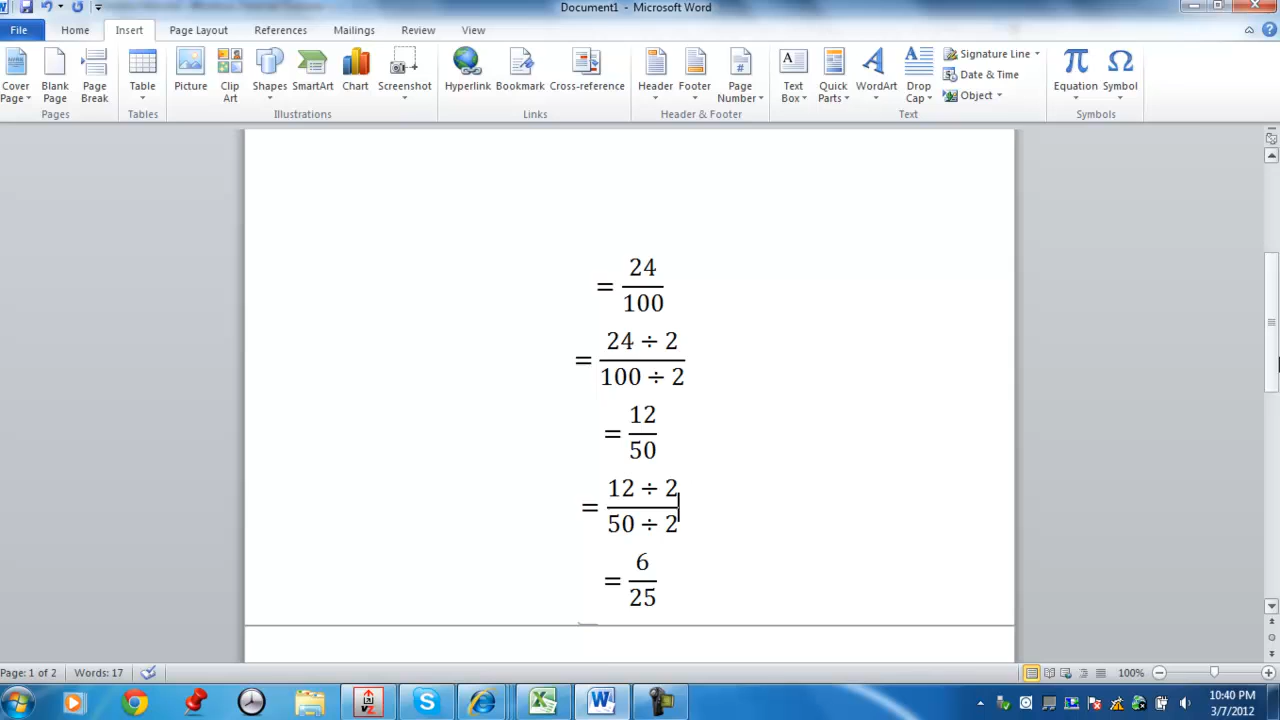 Document1 - Microsoft Word
File Home Insert Page Layout References Mailings Review View
Cover Page
Blank Page
Page Break
Table
Picture
Clip Art
Shapes
SmartArt
Chart
Screenshot
Hyperlink
Bookmark
Cross-reference
Header
Footer
Page Number
Text Box
Quick Parts
WordArt
Drop Cap
Signature Line
Date & Time
Object
Equation
Symbol
Pages Tables Illustrations Links Header & Footer Text Symbols
= 24/100
= 24 ÷ 2/100 ÷ 2
= 12/50
= 12 ÷ 2/50 ÷ 2
= 6/25
Page: 1 of 2 Words: 17 100%
10:40 PM
3/7/2012